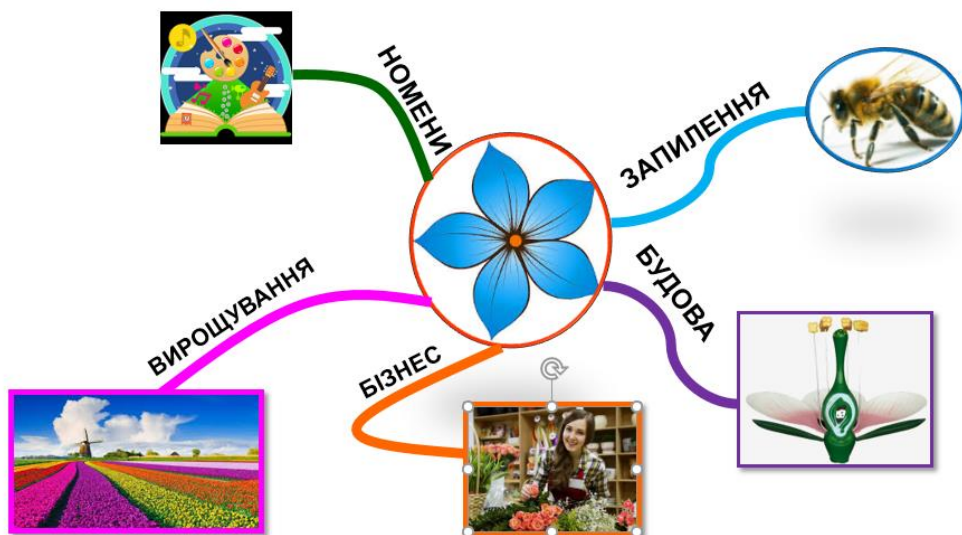 НОМЕНИ
ЗАПИЛЕННЯ
БУДОВА
ВИРОЩУВАННЯ
БІЗНЕС